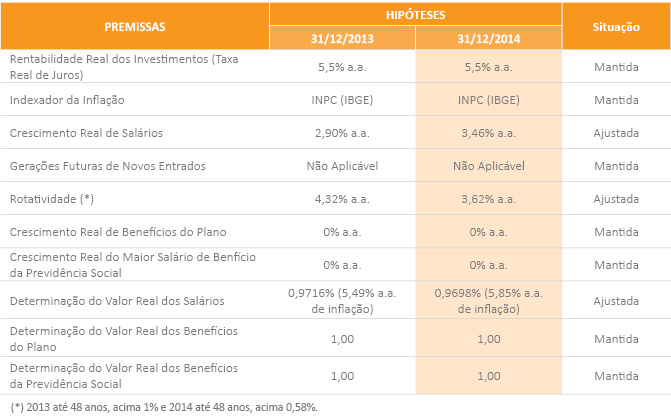 PREMISSAS
HIPÓTESES
Situação
31/12/2013
31/12/2014
Rentabilidade Real dos Investimentos (Taxa
Real de Juros)
5,5% a.a.
5,5% a.a.
Mantida
Indexador da Inflação
INPC (IBGE)
INPC (IBGE)
Mantida
Crescimento Real de Salários
2,90% a.a.
3,46% a.a.
Ajustada
Gerações Futuras de Novos Entrados
Não Aplicável
Não Aplicável
Mantida
Rotatividade (*)
4,32% a.a.
3,62% a.a.
Ajustada
Crescimento Real de Benefícios do Plano
0% a.a.
0% a.a.
Mantida
Crescimento Real do Maior Salário de Benfício
da Previdência Social
0% a.a.
0% a.a.
Mantida
Determinação do Valor Real dos Salários
0,9716% (5,49% a.a.
de inflação)
0,9698% (5,85% a.a.
de inflação)
Ajustada
Determinação do Valor Real dos Benefícios
do Plano
1,00
1,00
Mantida
Determinação do Valor Real dos Benefícios
da Previdência Social
1,00
1,00
Mantida
(*) 2013 até 48 anos, acima 1% e 2014 até 48 anos, acima 0,58%.